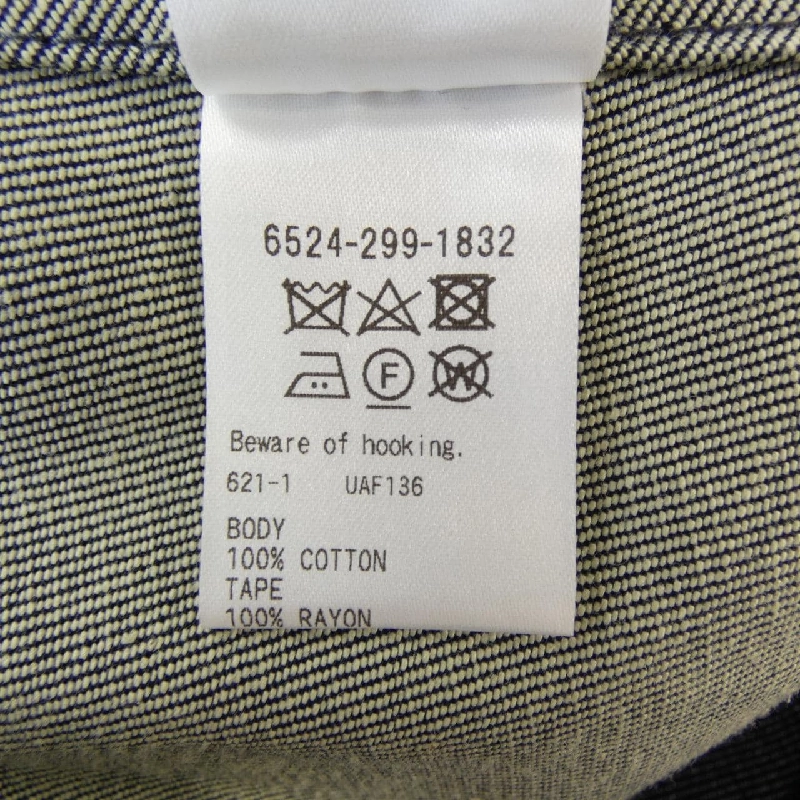 6524-299-1832
F W
Beware of hooking.
621-1 UAF136
BODY
100% COTTON
TAPE
100% RAYON